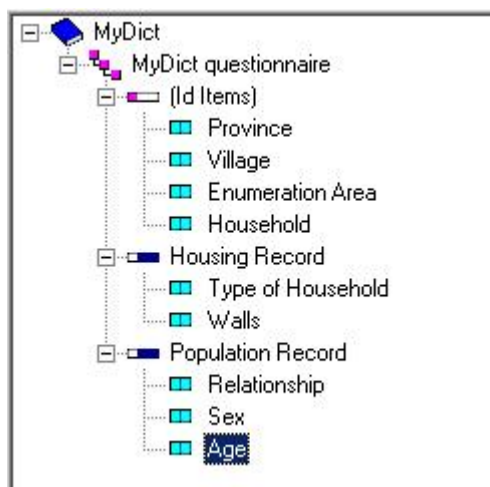 MyDict
MyDict questionnaire
(Id Items)
Province
Village
Enumeration Area
Household
Housing Record
Type of Household
Walls
Population Record
Relationship
Sex
Age